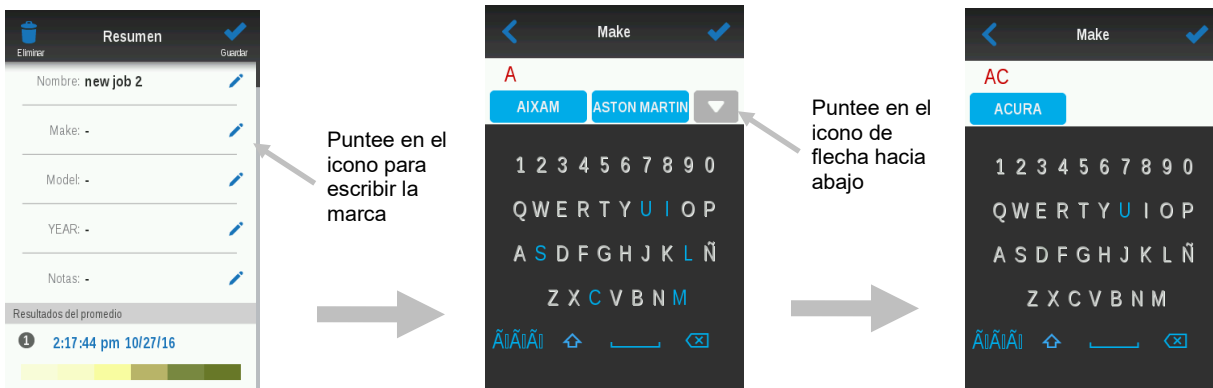 Resumen
Eliminar
Guardar
Nombre: new job 2
Make: -
Model: -
YEAR: -
Notas: -
Resultados del promedio
1 2:17:44 pm 10/27/16
Puntee en el
icono para
escribir la
marca
Make
A
AIXAM ASTON MARTIN
1 2 3 4 5 6 7 8 9 0
Q W E R T Y U I O P
A S D F G H J K L Ñ
Z X C V B N M
Puntee en el
icono de
flecha hacia
abajo
Make
AC
ACURA
1 2 3 4 5 6 7 8 9 0
Q W E R T Y U I O P
A S D F G H J K L Ñ
Z X C V B N M